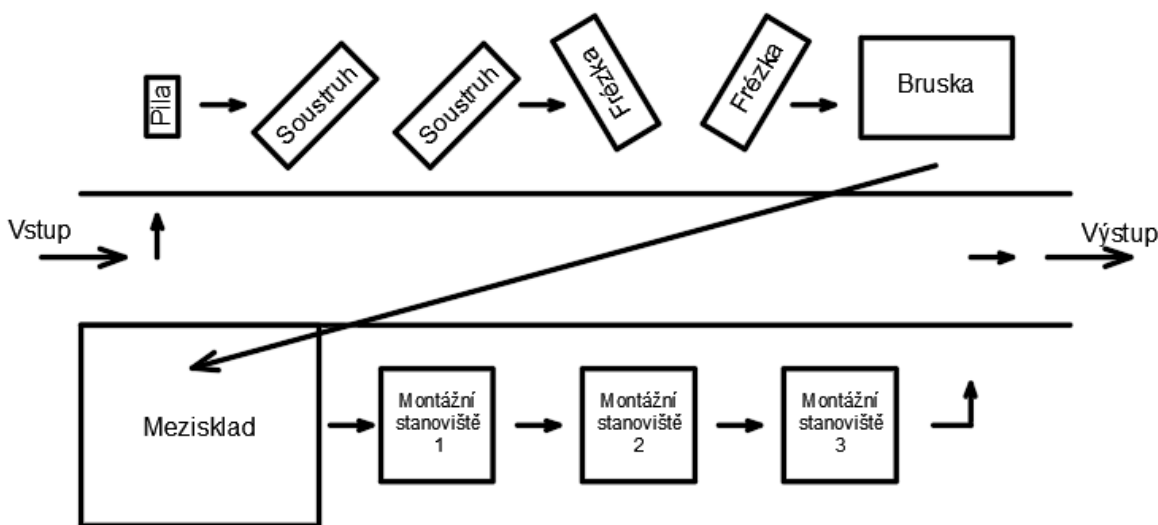 Pila
Soustruh
Soustruh
Frézka
Frézka
Bruska
Vstup
Výstup
Mezisklad
Montážní
stanoviště
1
Montážní
stanoviště
2
Montážní
stanoviště
3